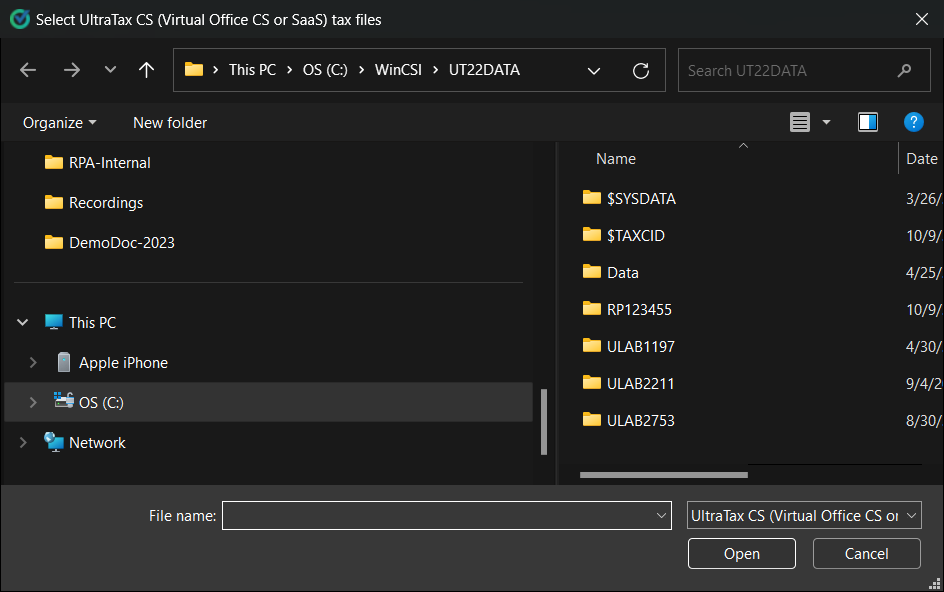 Select UltraTax CS (Virtual Office CS or SaaS) tax files
This PC > OS (C:) > WinCSI > UT22DATA
Search UT22DATA
Organize
New folder
RPA-Internal
Recordings
DemoDoc-2023
This PC
Apple iPhone
OS (C:)
Network
Name Date
$SYSDATA 3/26/
$TAXCID 10/9/
Data 4/25/
RP123455 10/9/
ULAB1197 4/30/
ULAB2211 9/4/2
ULAB2753 8/30/
File name:
UltraTax CS (Virtual Office CS or
Open
Cancel